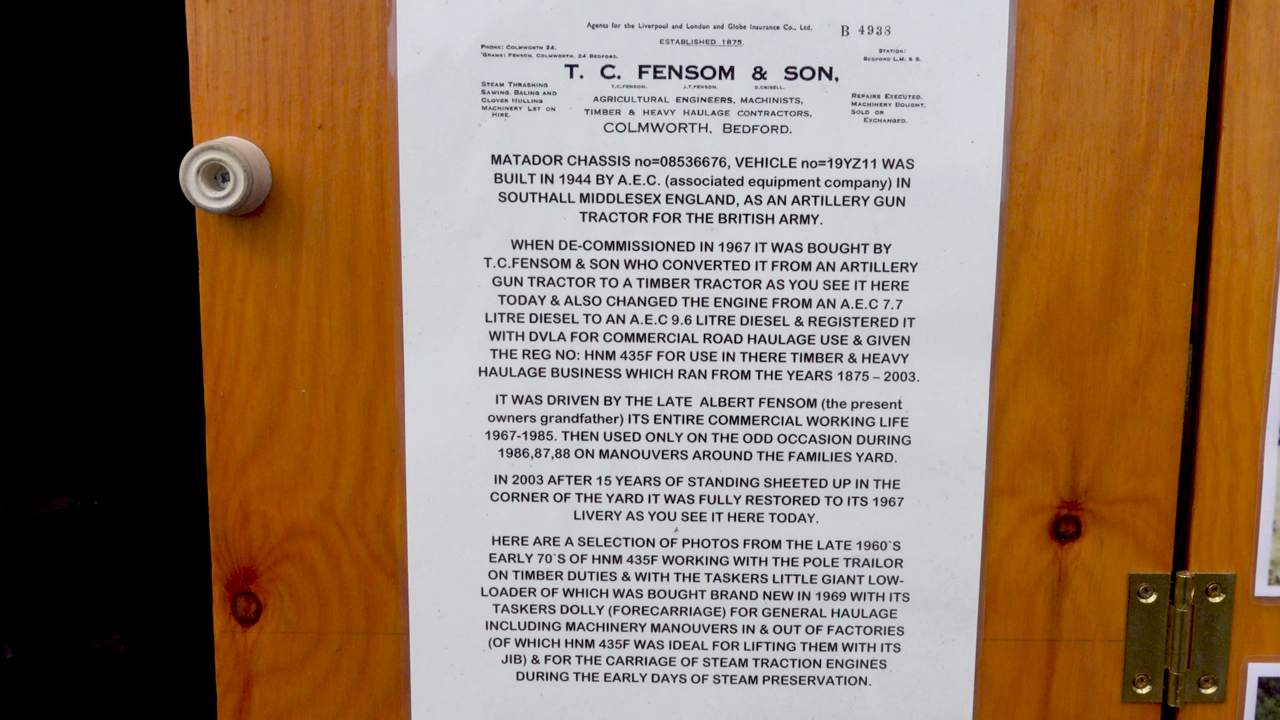 Agents for the Liverpool and London and Globe Insurance Co., Ltd.
B 4938
ESTABLISHED 1875.
PHONE: COLMWORTH 24.
'GRAMS: FENSOM, COLMWORTH, 24 BEDFORD.
STATION:
BEDFORD L.M. & S.
T. C. FENSOM & SON,
T.C.FENSOM. J.T.FENSOM. D.CHISELL.
STEAM THRASHING
SAWING, BALING AND
CLOVER HULLING
MACHINERY LET ON
HIRE.
AGRICULTURAL ENGINEERS, MACHINISTS,
TIMBER & HEAVY HAULAGE CONTRACTORS,
COLMWORTH, BEDFORD.
REPAIRS EXECUTED.
MACHINERY BOUGHT,
SOLD OR
EXCHANGED.
MATADOR CHASSIS no=08536676, VEHICLE no=19YZ11 WAS
BUILT IN 1944 BY A.E.C. (associated equipment company) IN
SOUTHALL MIDDLESEX ENGLAND, AS AN ARTILLERY GUN
TRACTOR FOR THE BRITISH ARMY.
WHEN DE-COMMISSIONED IN 1967 IT WAS BOUGHT BY
T.C.FENSOM & SON WHO CONVERTED IT FROM AN ARTILLERY
GUN TRACTOR TO A TIMBER TRACTOR AS YOU SEE IT HERE
TODAY & ALSO CHANGED THE ENGINE FROM AN A.E.C 7.7
LITRE DIESEL TO AN A.E.C 9.6 LITRE DIESEL & REGISTERED IT
WITH DVLA FOR COMMERCIAL ROAD HAULAGE USE & GIVEN
THE REG NO: HNM 435F FOR USE IN THERE TIMBER & HEAVY
HAULAGE BUSINESS WHICH RAN FROM THE YEARS 1875 – 2003.
IT WAS DRIVEN BY THE LATE ALBERT FENSOM (the present
owners grandfather) ITS ENTIRE COMMERCIAL WORKING LIFE
1967-1985. THEN USED ONLY ON THE ODD OCCASION DURING
1986,87,88 ON MANOUVERS AROUND THE FAMILIES YARD.
IN 2003 AFTER 15 YEARS OF STANDING SHEETED UP IN THE
CORNER OF THE YARD IT WAS FULLY RESTORED TO ITS 1967
LIVERY AS YOU SEE IT HERE TODAY.
HERE ARE A SELECTION OF PHOTOS FROM THE LATE 1960`S
EARLY 70`S OF HNM 435F WORKING WITH THE POLE TRAILOR
ON TIMBER DUTIES & WITH THE TASKERS LITTLE GIANT LOW-
LOADER OF WHICH WAS BOUGHT BRAND NEW IN 1969 WITH ITS
TASKERS DOLLY (FORECARRIAGE) FOR GENERAL HAULAGE
INCLUDING MACHINERY MANOUVERS IN & OUT OF FACTORIES
(OF WHICH HNM 435F WAS IDEAL FOR LIFTING THEM WITH ITS
JIB) & FOR THE CARRIAGE OF STEAM TRACTION ENGINES
DURING THE EARLY DAYS OF STEAM PRESERVATION.